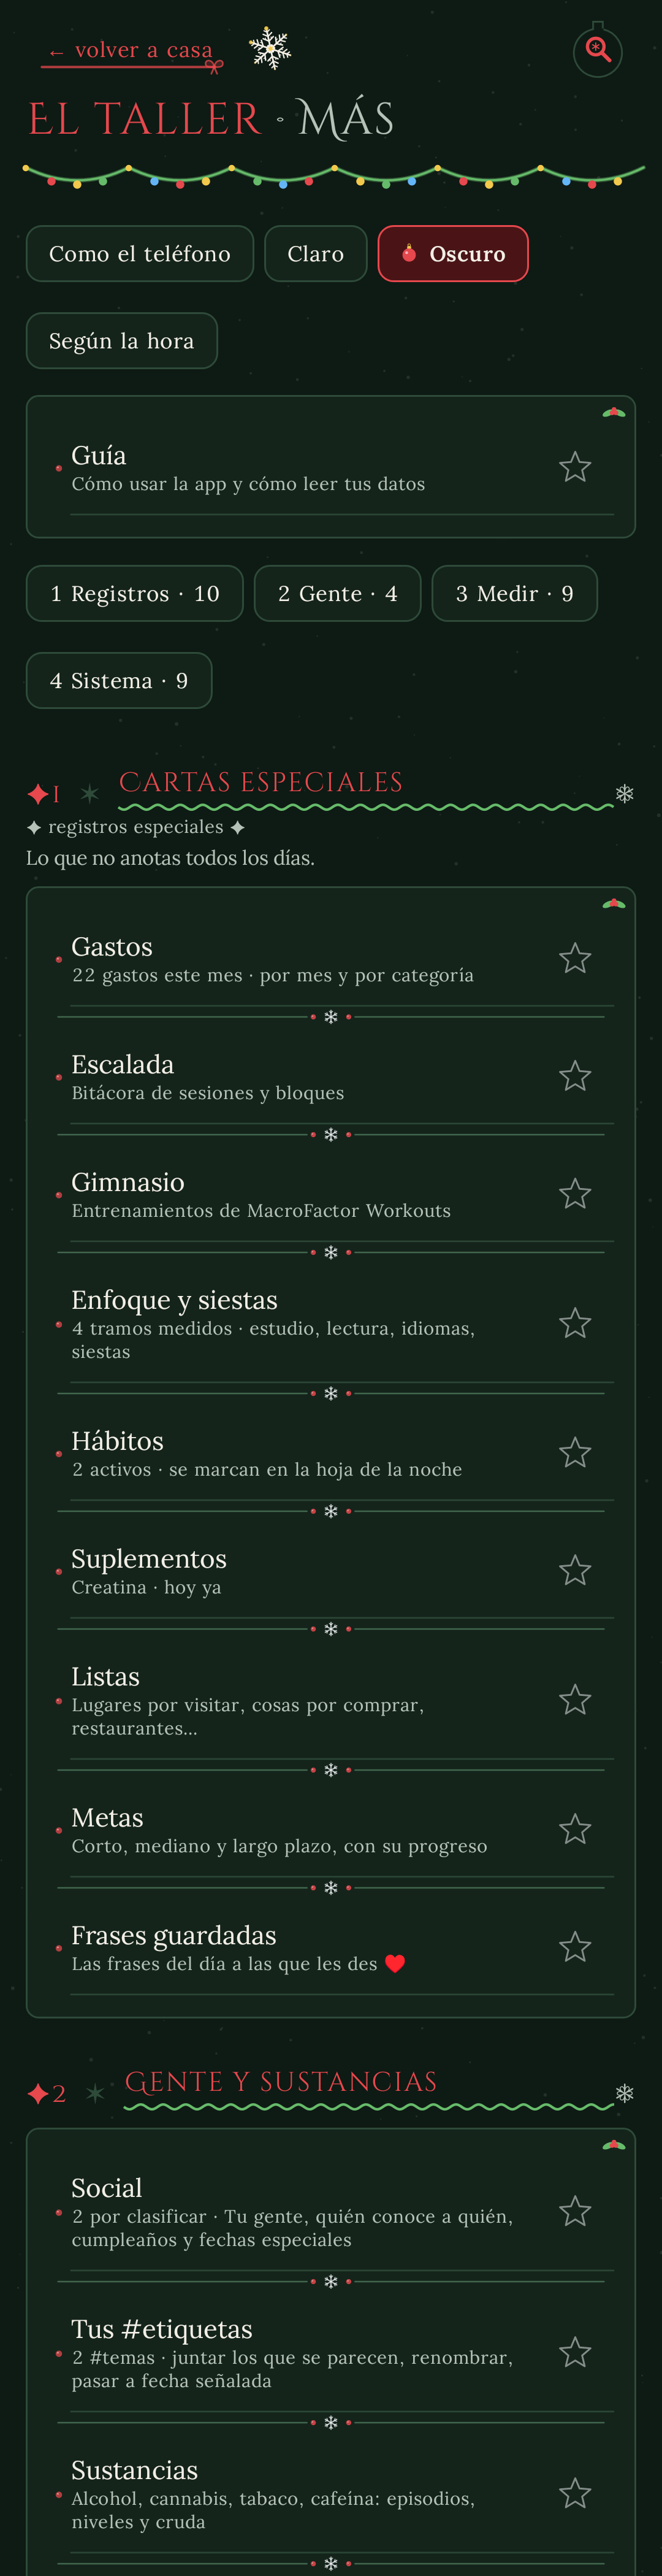 ← volver a casa
EL TALLER · MÁS
Como el teléfono
Claro
Oscuro
Según la hora
Guía
Cómo usar la app y cómo leer tus datos
1 Registros · 10
2 Gente · 4
3 Medir · 9
4 Sistema · 9
1 CARTAS ESPECIALES
registros especiales
Lo que no anotas todos los días.
Gastos
22 gastos este mes · por mes y por categoría
Escalada
Bitácora de sesiones y bloques
Gimnasio
Entrenamientos de MacroFactor Workouts
Enfoque y siestas
4 tramos medidos · estudio, lectura, idiomas,
siestas
Hábitos
2 activos · se marcan en la hoja de la noche
Suplementos
Creatina · hoy ya
Listas
Lugares por visitar, cosas por comprar,
restaurantes...
Metas
Corto, mediano y largo plazo, con su progreso
Frases guardadas
Las frases del día a las que les des ♥
2 GENTE Y SUSTANCIAS
Social
2 por clasificar · Tu gente, quién conoce a quién,
cumpleaños y fechas especiales
Tus #etiquetas
2 #temas · juntar los que se parecen, renombrar,
pasar a fecha señalada
Sustancias
Alcohol, cannabis, tabaco, cafeína: episodios,
niveles y cruda